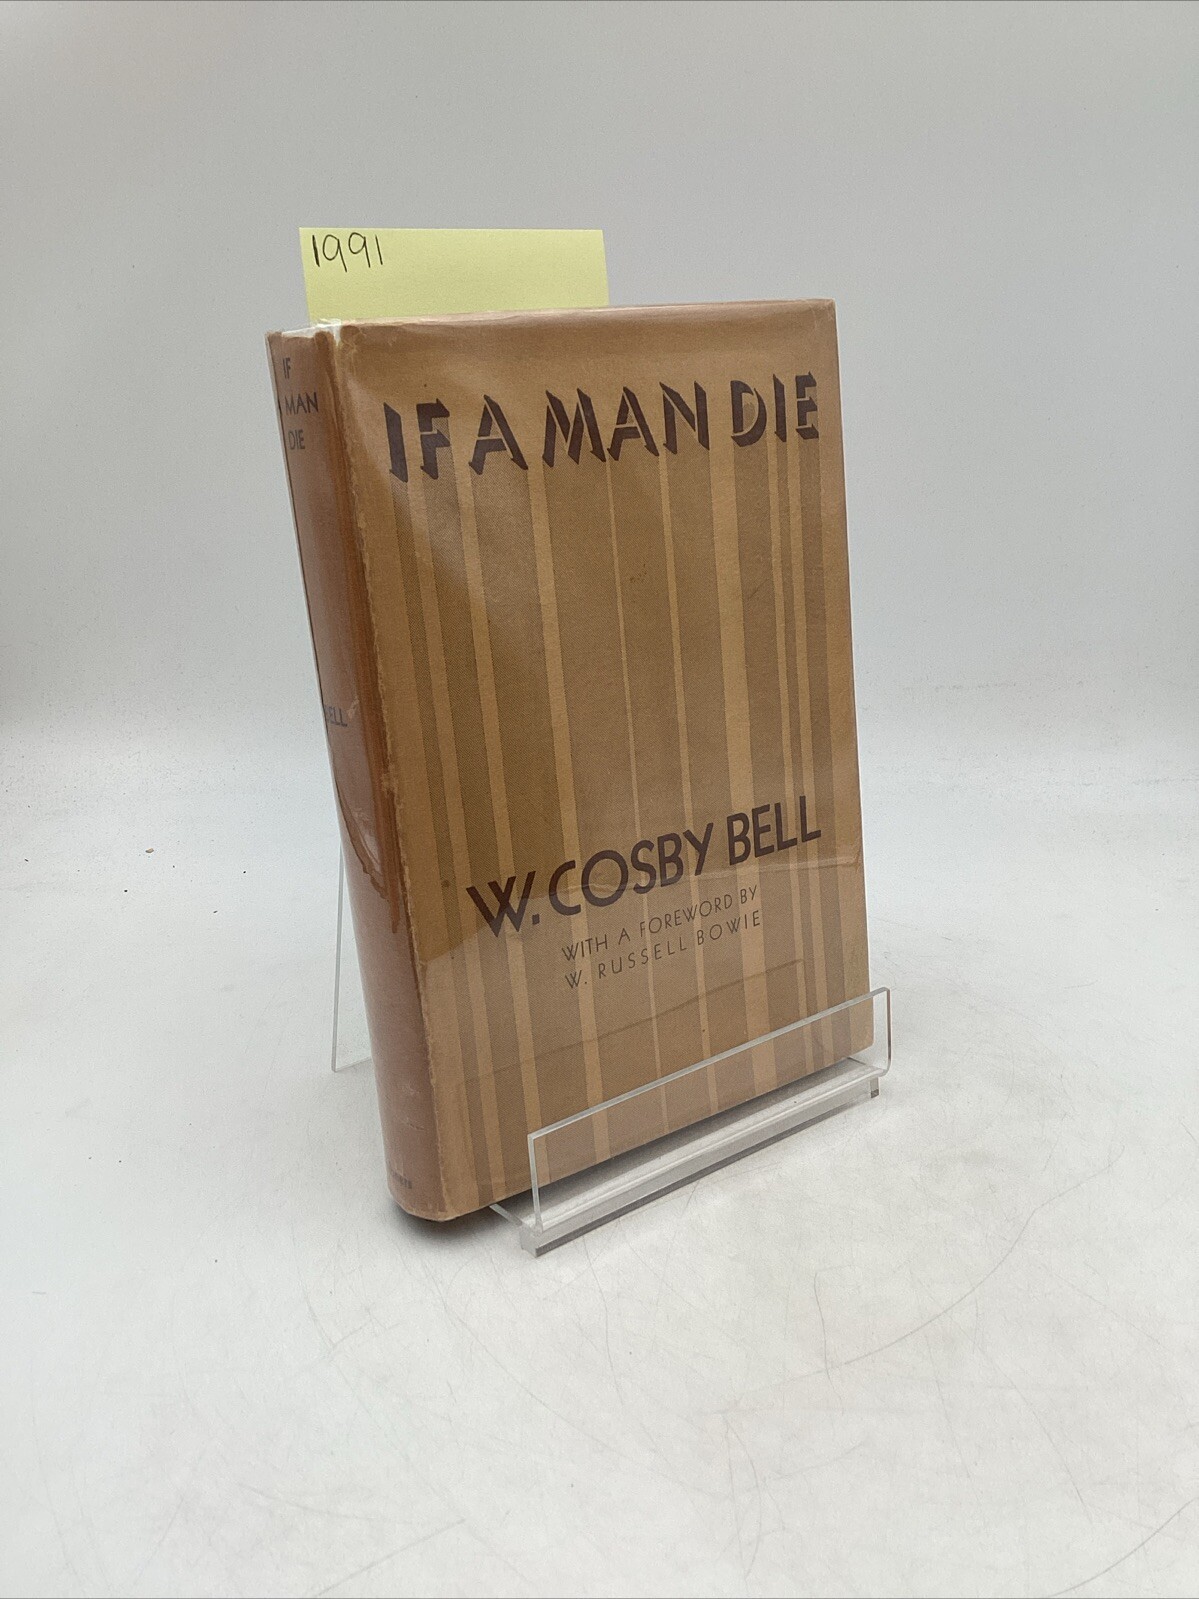 1991
IF
MAN
DIE
BELL
IF A MAN DIE
W. COSBY BELL
WITH A FOREWORD BY
W. RUSSELL BOWIE